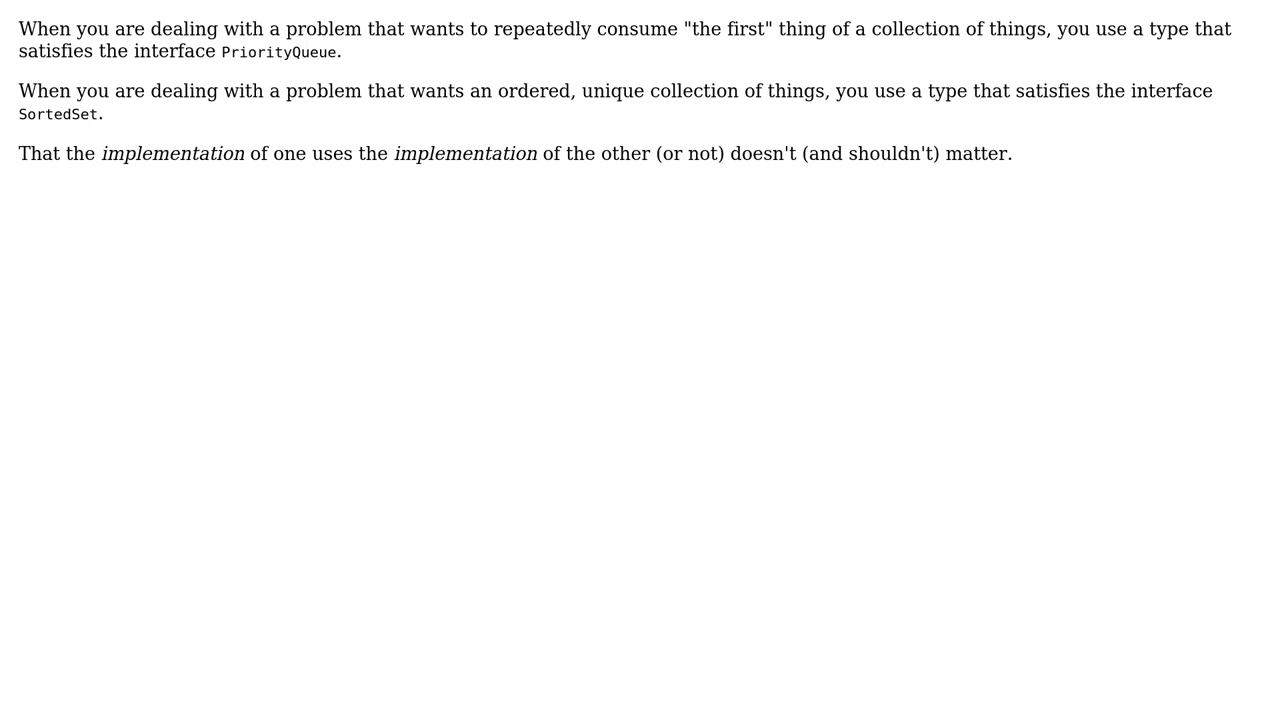 When you are dealing with a problem that wants to repeatedly consume "the first" thing of a collection of things, you use a type that
satisfies the interface PriorityQueue.
When you are dealing with a problem that wants an ordered, unique collection of things, you use a type that satisfies the interface
SortedSet.
That the implementation of one uses the implementation of the other (or not) doesn't (and shouldn't) matter.